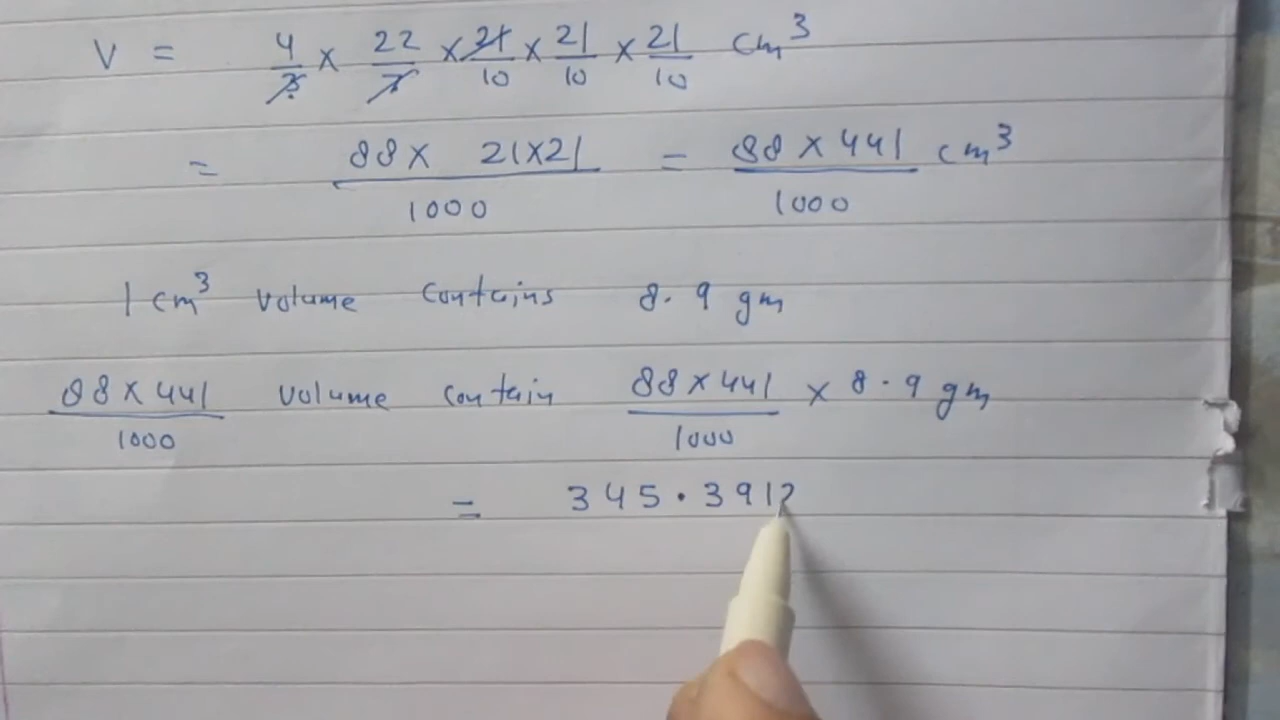 V = 4/3 × 22/7 × 21/10 × 21/10 × 21/10 cm³
= 88 × 21×21 / 1000 = 88 × 441 / 1000 cm³
1 cm³ volume contains 8.9 gm
88 × 441 / 1000 volume contain 88 × 441 / 1000 × 8.9 gm
= 345.3912